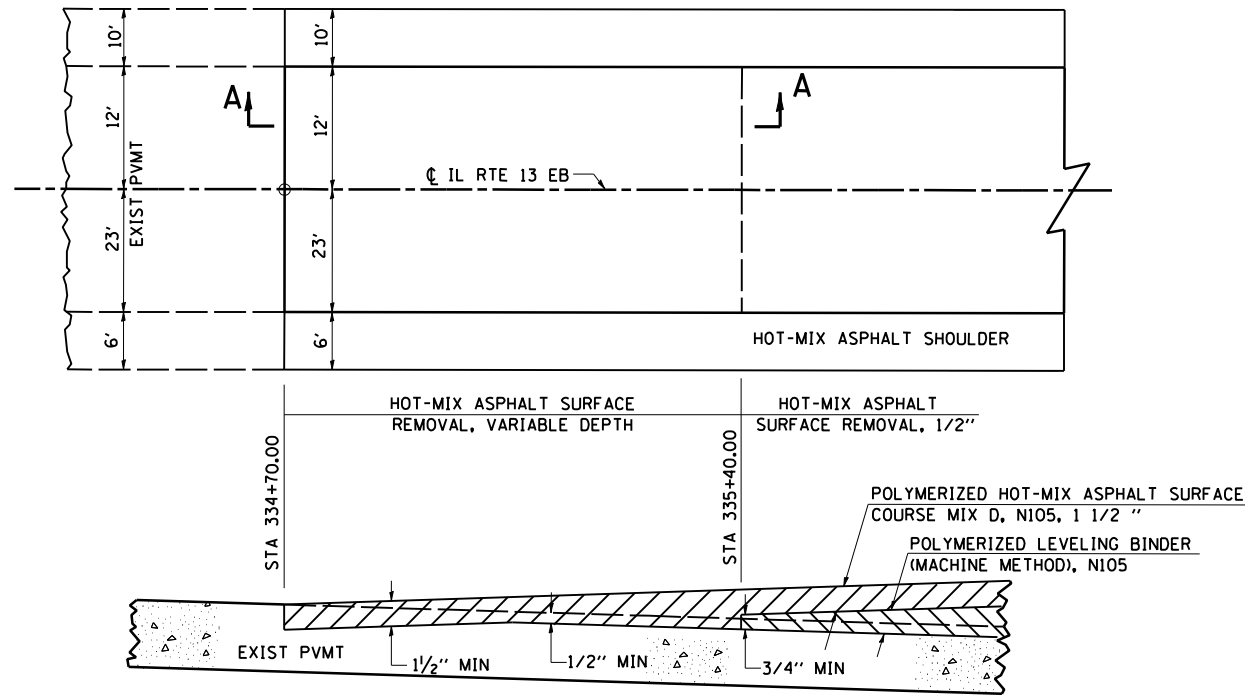 10'
10'
12'
12'
A
A
EXIST PVMT
℄ IL RTE 13 EB
23'
23'
6'
6'
HOT-MIX ASPHALT SHOULDER
HOT-MIX ASPHALT SURFACE
REMOVAL, VARIABLE DEPTH
HOT-MIX ASPHALT
SURFACE REMOVAL, 1/2"
STA 334+70.00
STA 335+40.00
POLYMERIZED HOT-MIX ASPHALT SURFACE
COURSE MIX D, N105, 1 1/2 "
POLYMERIZED LEVELING BINDER
(MACHINE METHOD), N105
EXIST PVMT
1½" MIN
1/2" MIN
3/4" MIN